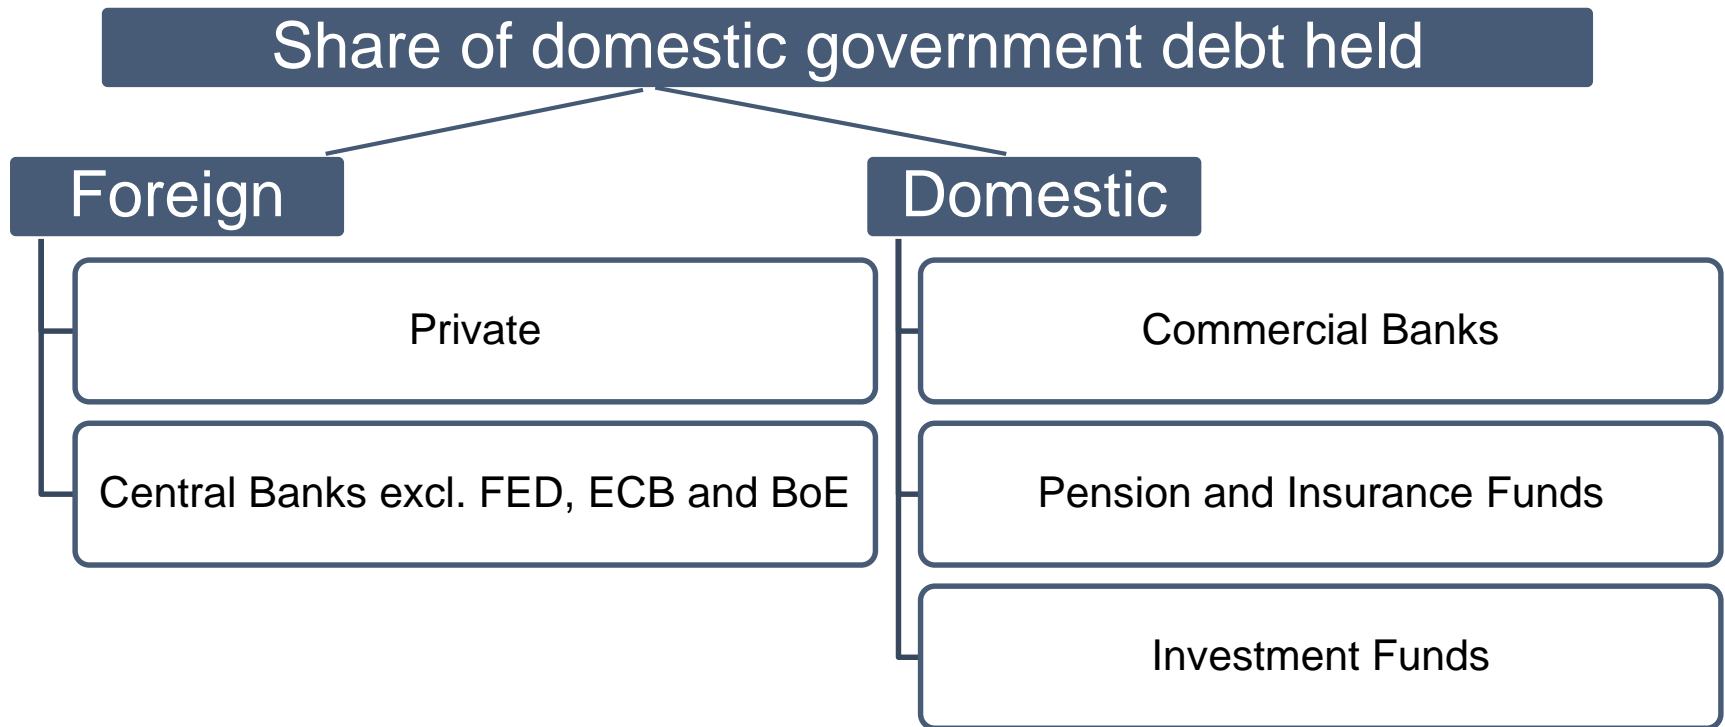 Share of domestic government debt held
Foreign
Private
Central Banks excl. FED, ECB and BoE
Domestic
Commercial Banks
Pension and Insurance Funds
Investment Funds